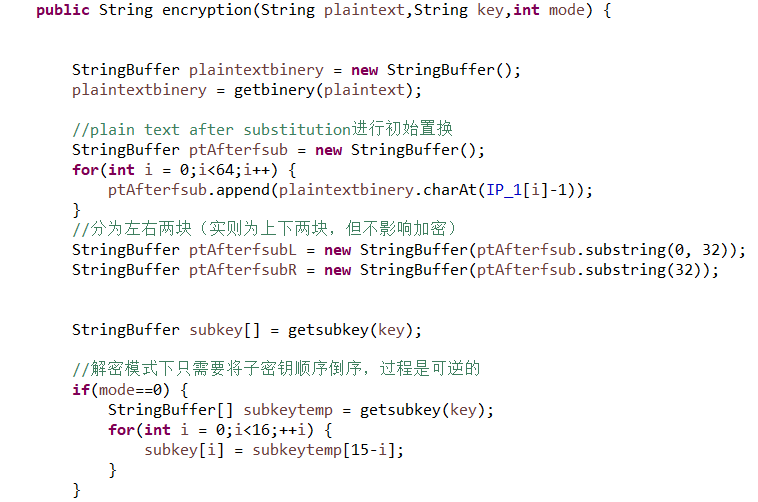 public String encryption(String plaintext,String key,int mode) {
StringBuffer plaintextbinery = new StringBuffer();
plaintextbinery = getbinery(plaintext);
//plain text after substitution进行初始置换
StringBuffer ptAfterfsub = new StringBuffer();
for(int i = 0;i<64;i++) {
ptAfterfsub.append(plaintextbinery.charAt(IP_1[i]-1));
}
//分为左右两块（实则为上下两块，但不影响加密）
StringBuffer ptAfterfsubL = new StringBuffer(ptAfterfsub.substring(0, 32));
StringBuffer ptAfterfsubR = new StringBuffer(ptAfterfsub.substring(32));
StringBuffer subkey[] = getsubkey(key);
//解密模式下只需要将子密钥顺序倒序，过程是可逆的
if(mode==0) {
StringBuffer[] subkeytemp = getsubkey(key);
for(int i = 0;i<16;++i) {
subkey[i] = subkeytemp[15-i];
}
}